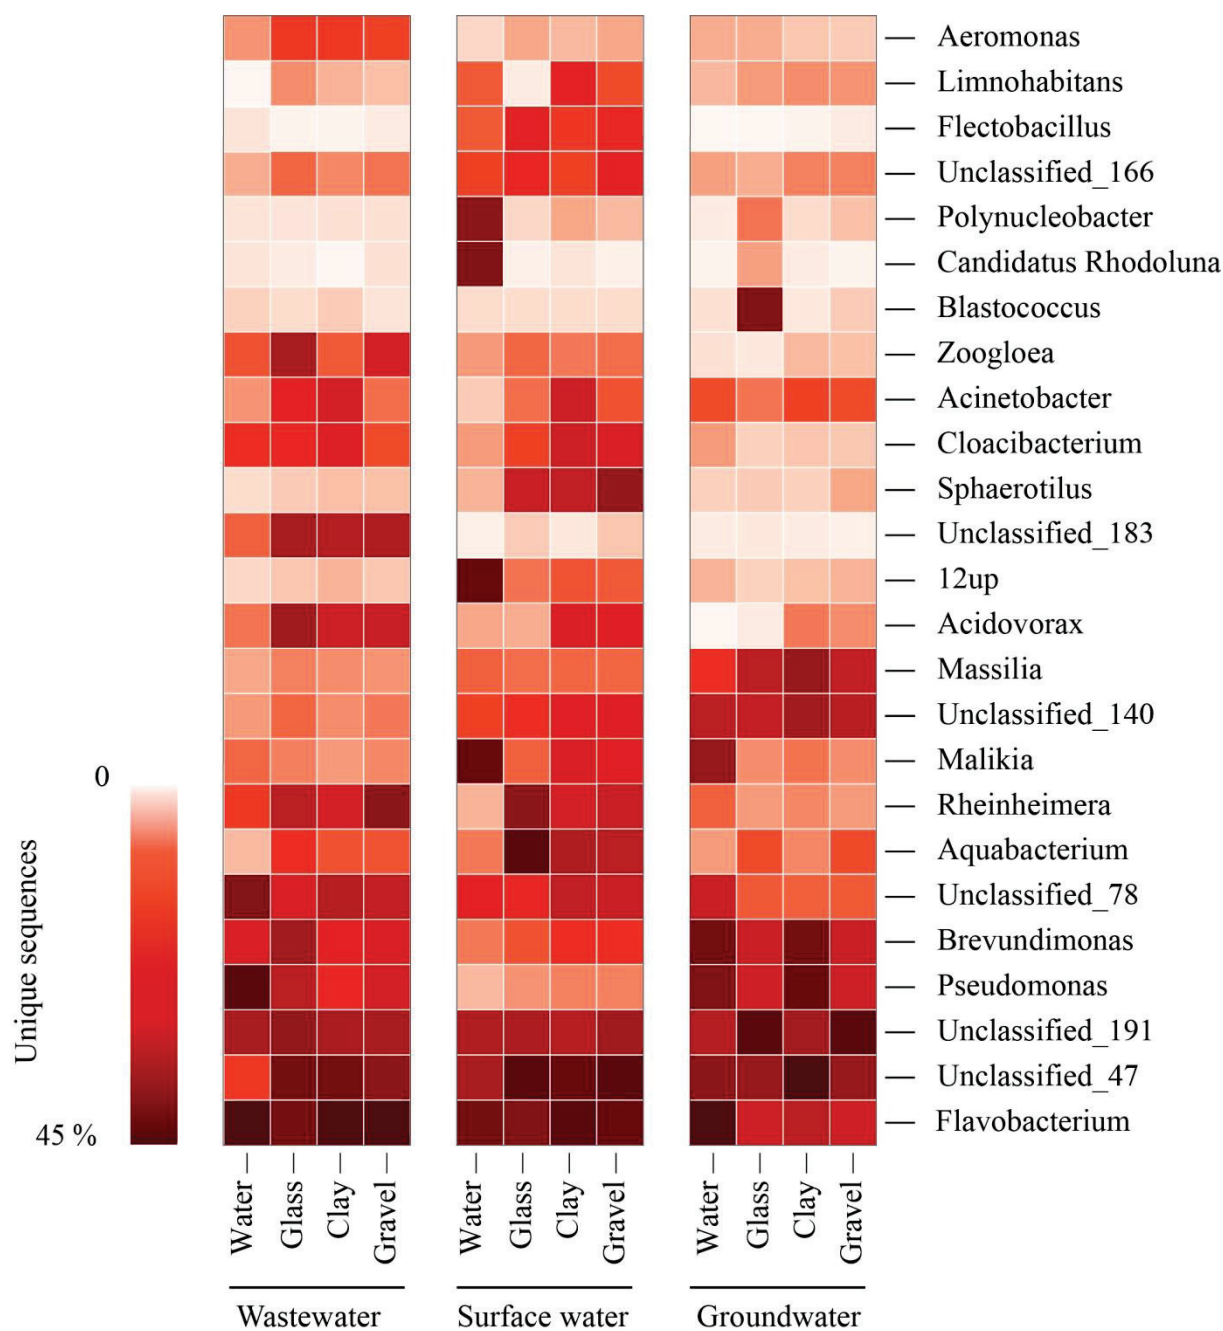 Aeromonas
Limnohabitans
Flectobacillus
Unclassified_166
Polynucleobacter
Candidatus Rhodoluna
Blastococcus
Zoogloea
Acinetobacter
Cloacibacterium
Sphaerotilus
Unclassified_183
12up
Acidovorax
Massilia
Unclassified_140
Malikia
Rheinheimera
Aquabacterium
Unclassified_78
Brevundimonas
Pseudomonas
Unclassified_191
Unclassified_47
Flavobacterium
0
Unique sequences
45 %
Water Glass Clay Gravel
Water Glass Clay Gravel
Water Glass Clay Gravel
Wastewater
Surface water
Groundwater